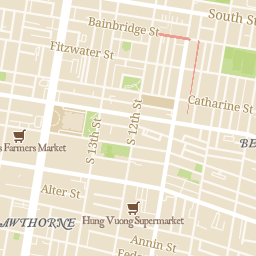 South St
Bainbridge St
Fitzwater St
Catharine St
S 13th St
S 12th St
BE
s Farmers Market
Alter St
AWTHORNE
Hung Vuong Supermarket
Annin St
Fede